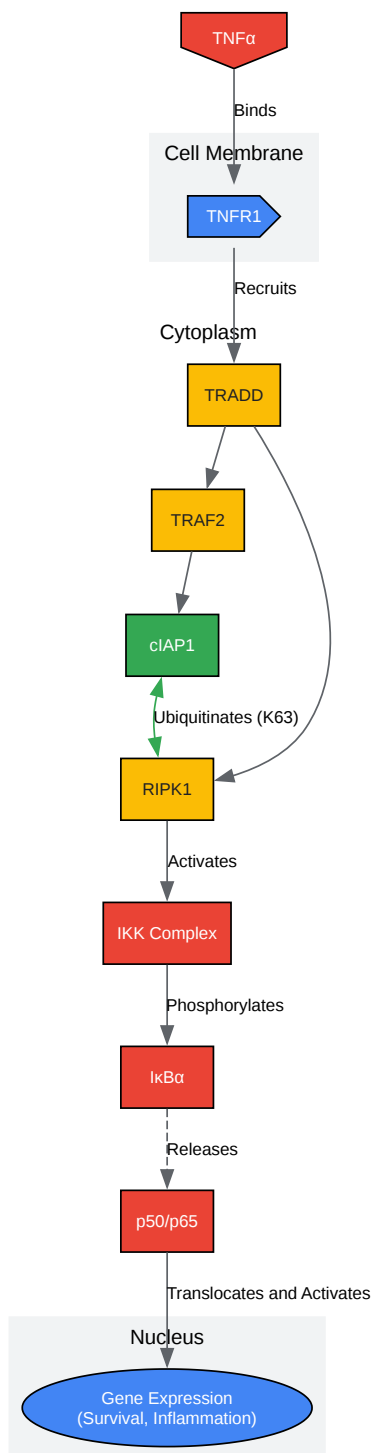 TNFα
Binds
Cell Membrane
TNFR1
Recruits
Cytoplasm
TRADD
TRAF2
cIAP1
Ubiquitinates (K63)
RIPK1
Activates
IKK Complex
Phosphorylates
IκBα
Releases
p50/p65
Translocates and Activates
Nucleus
Gene Expression
(Survival, Inflammation)